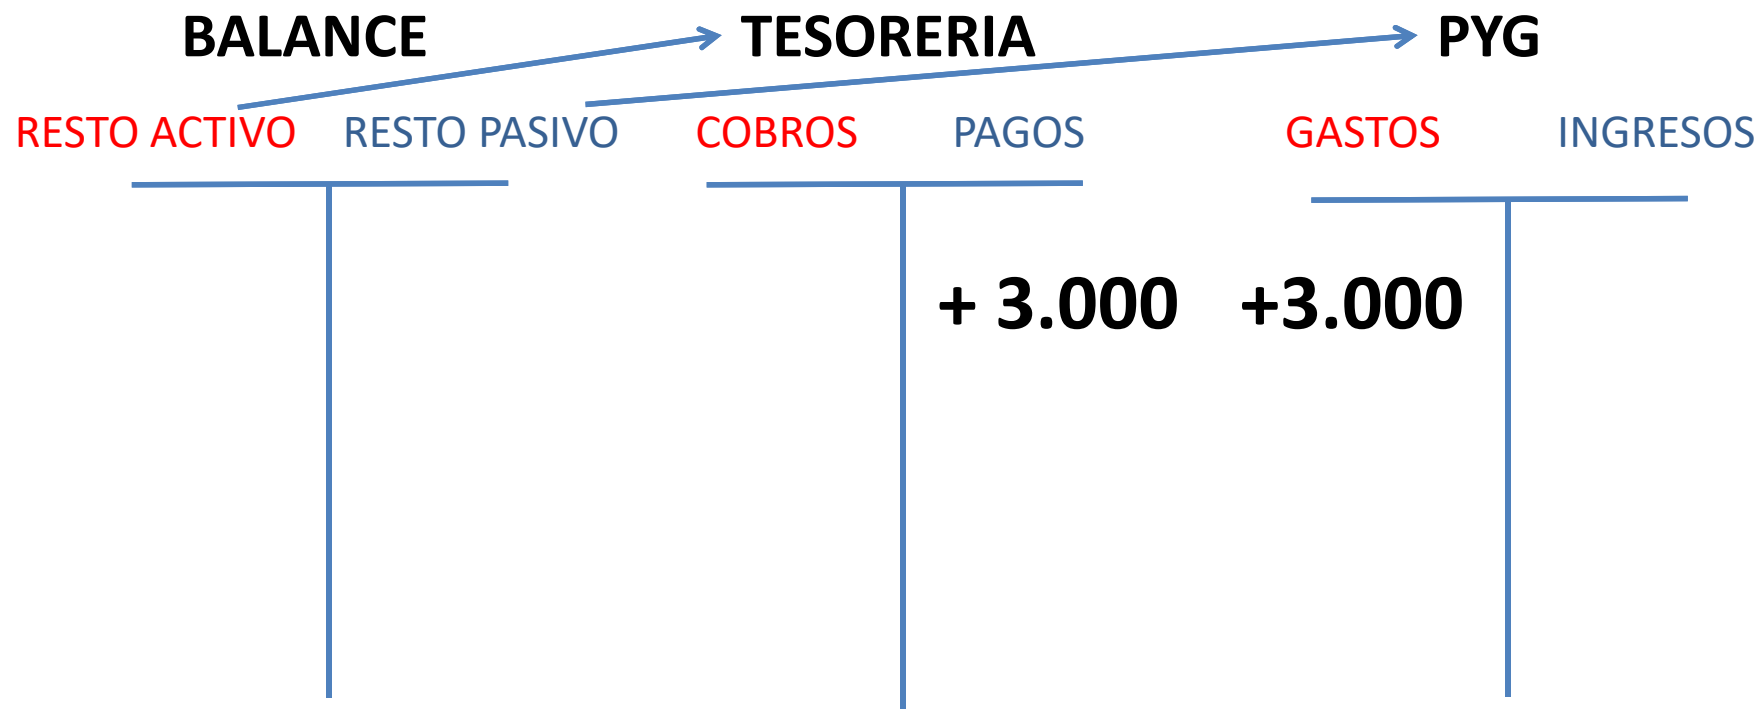 BALANCE TESORERIA PYG
RESTO ACTIVO RESTO PASIVO COBROS PAGOS GASTOS INGRESOS
+ 3.000 +3.000